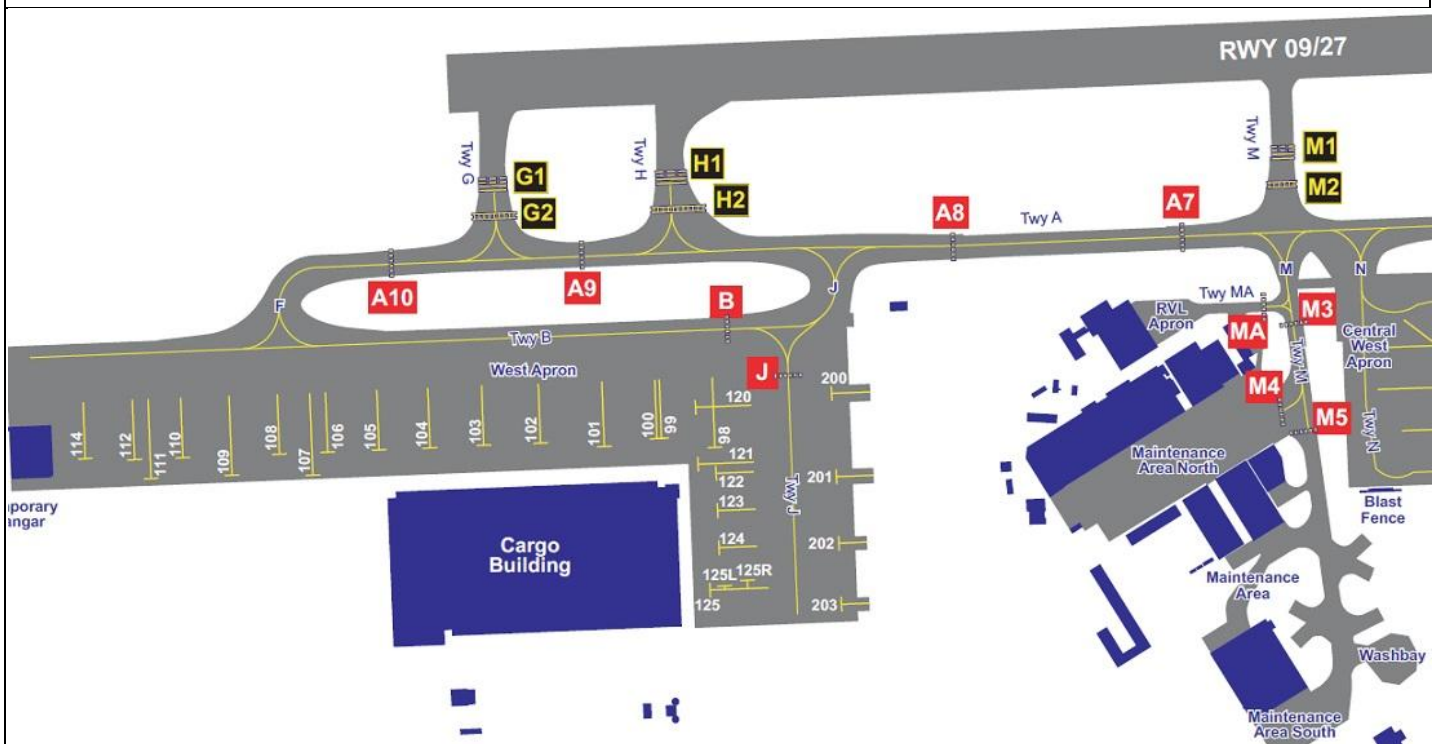 RWY 09/27
Twy G
G1
G2
Twy H
H1
H2
Twy M
M1
M2
A8
Twy A
A7
A10
A9
F
B
J
M
N
Twy MA
RVL
Apron
MA
M3
Central
West
Apron
Twy B
West Apron
J
Twy M
M4
M5
Twy N
200
120
114
112
111
110
109
108
107
106
105
104
103
102
101
100
99
98
121
122
123
124
125L
125R
125
Twy J
201
202
203
Maintenance
Area North
Blast
Fence
Cargo
Building
Maintenance
Area
Washbay
Maintenance
Area South